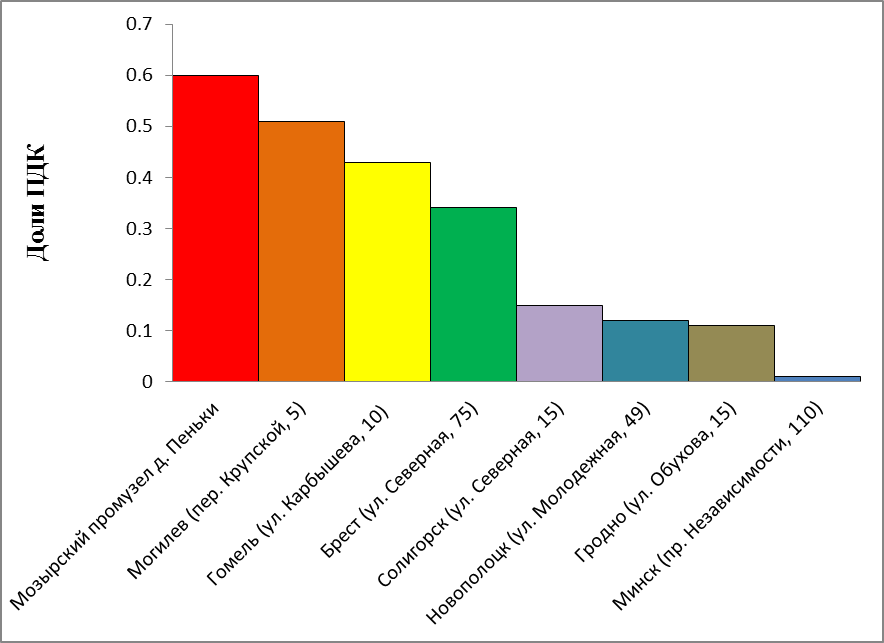 Доли ПДК
0.7
0.6
0.5
0.4
0.3
0.2
0.1
0
Мозырский промузел д. Пеньки
Могилев (пер. Крупской, 5)
Гомель (ул. Карбышева, 10)
Брест (ул. Северная, 75)
Солигорск (ул. Северная, 15)
Новополоцк (ул. Молодежная, 49)
Гродно (ул. Обухова, 15)
Минск (пр. Независимости, 110)